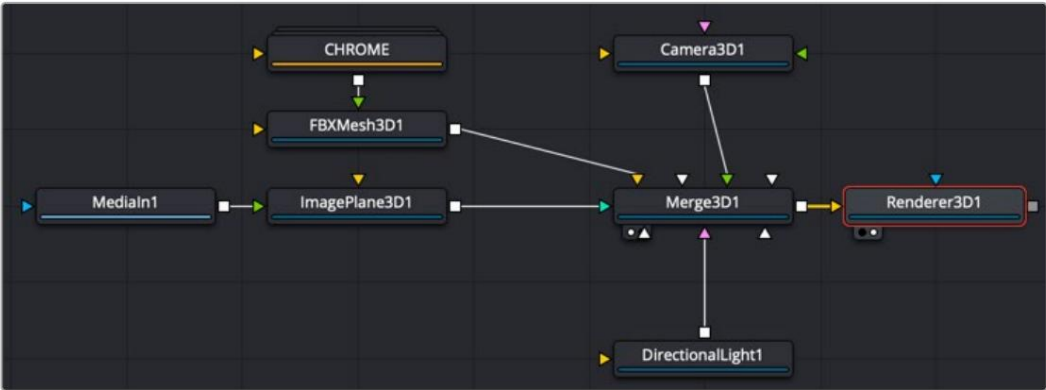 CHROME
Camera3D1
FBXMesh3D1
MediaIn1
ImagePlane3D1
Merge3D1
Renderer3D1
DirectionalLight1